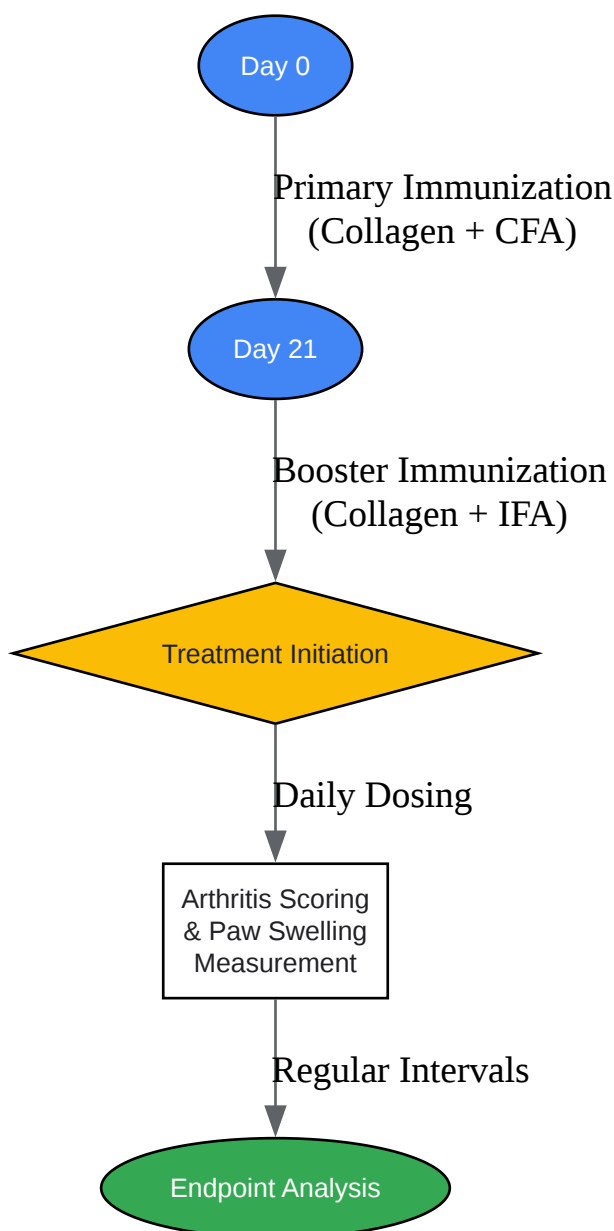 Day 0
Primary Immunization
(Collagen + CFA)
Day 21
Booster Immunization
(Collagen + IFA)
Treatment Initiation
Daily Dosing
Arthritis Scoring
& Paw Swelling
Measurement
Regular Intervals
Endpoint Analysis